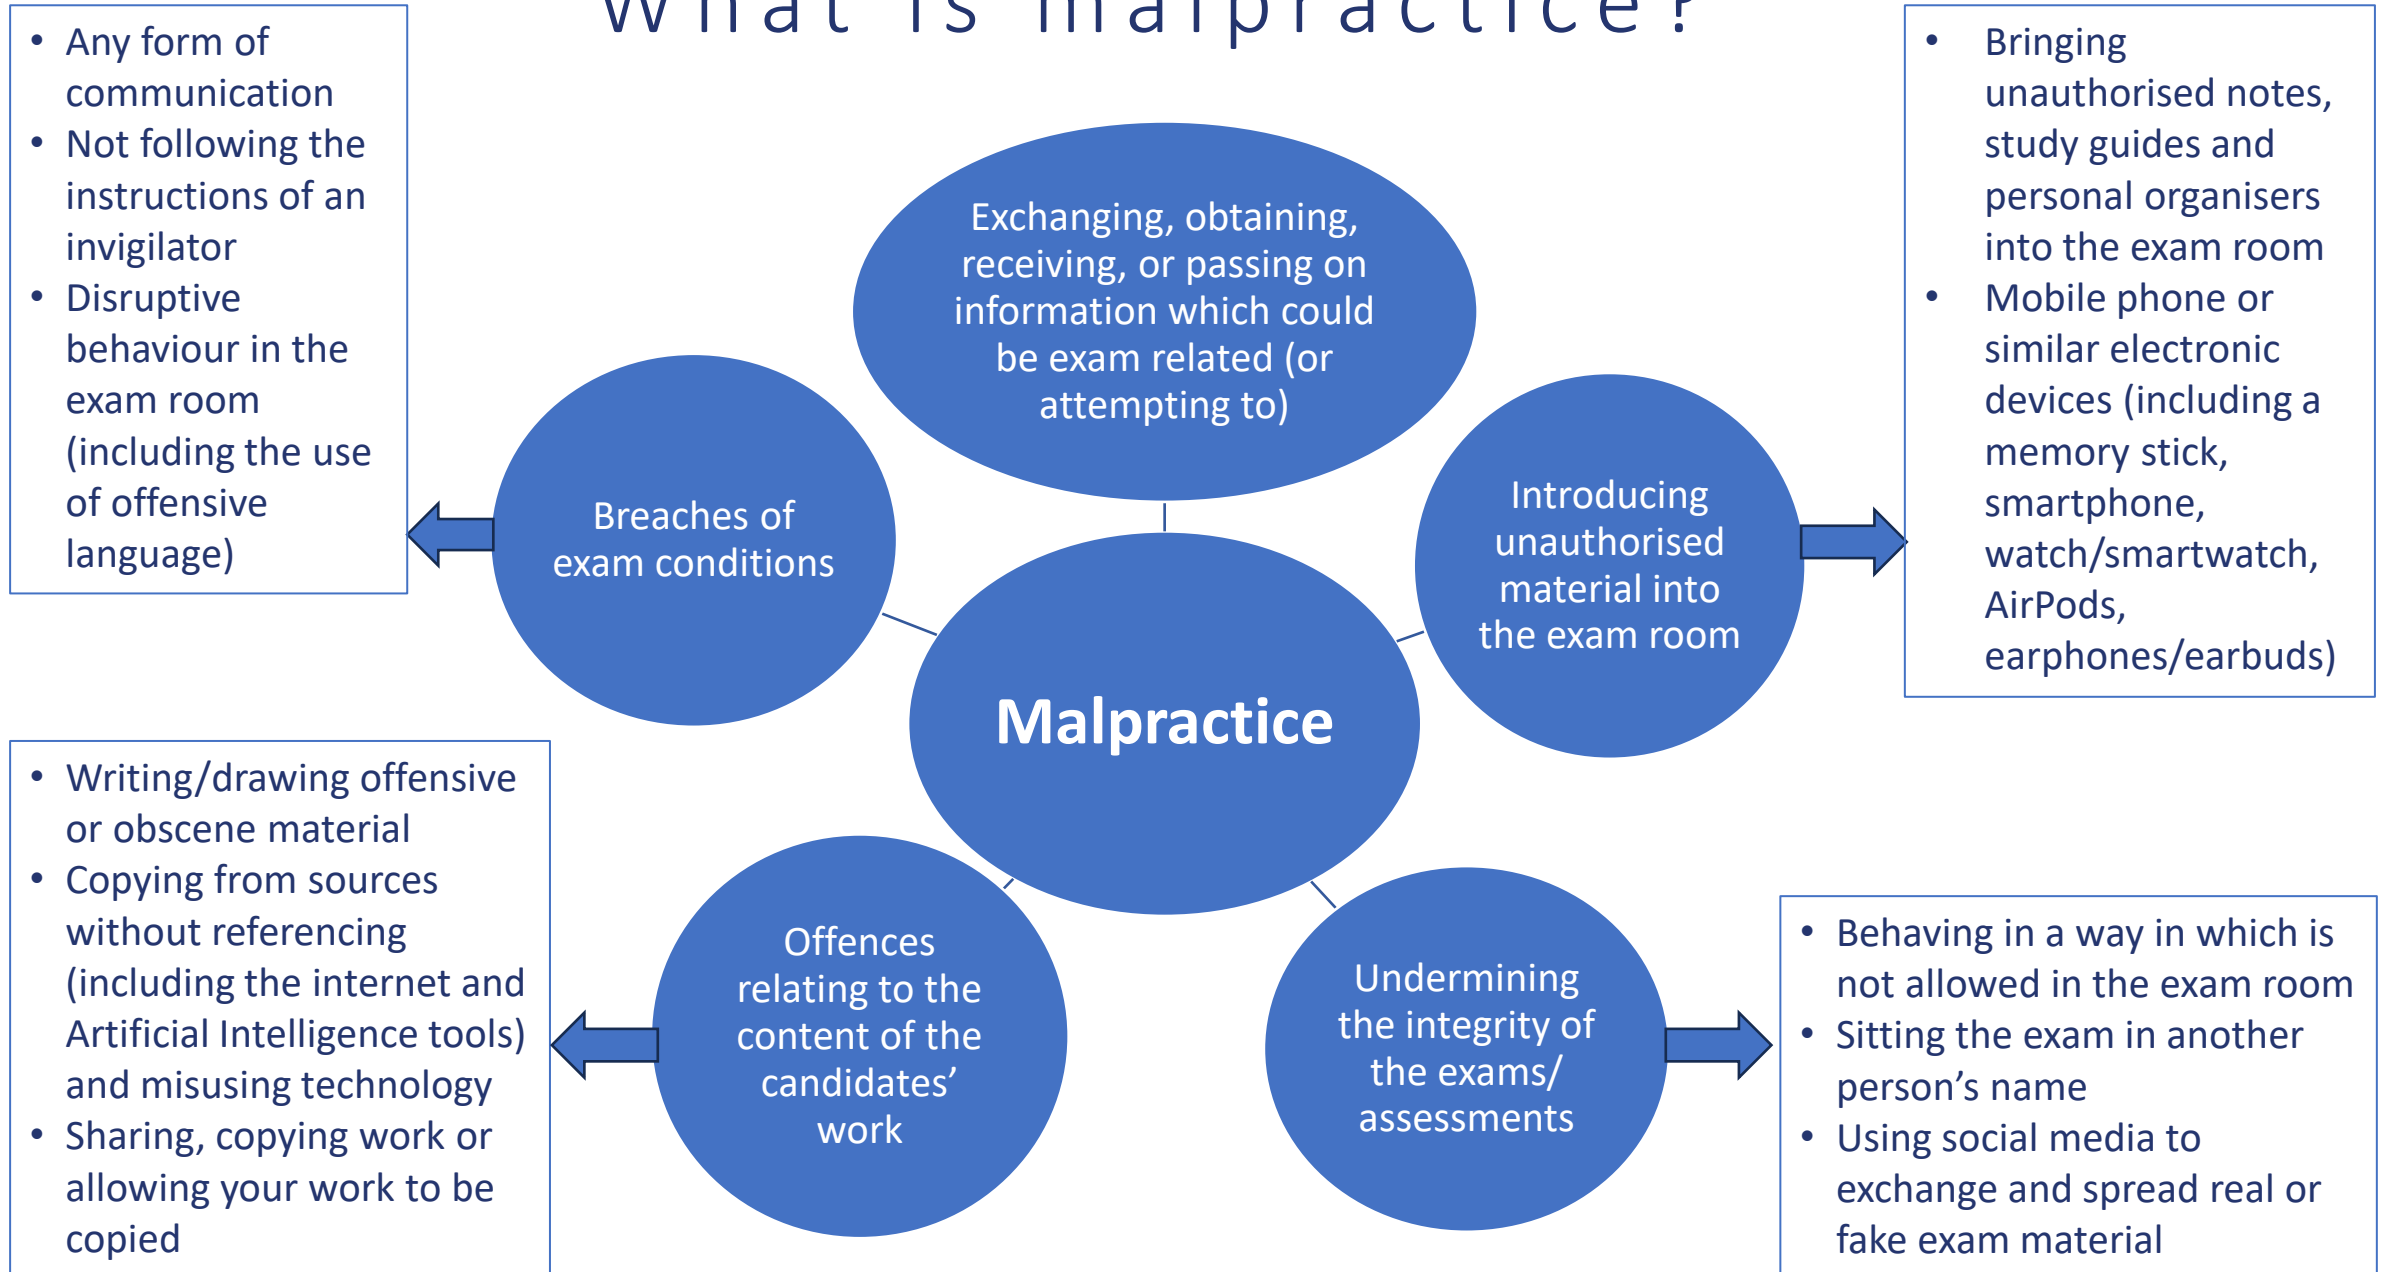 What is malpractice?
• Any form of
communication
• Not following the
instructions of an
invigilator
• Disruptive
behaviour in the
exam room
(including the use
of offensive
language)
Exchanging, obtaining,
receiving, or passing on
information which could
be exam related (or
attempting to)
• Bringing
unauthorised notes,
study guides and
personal organisers
into the exam room
• Mobile phone or
similar electronic
devices (including a
memory stick,
smartphone,
watch/smartwatch,
AirPods,
earphones/earbuds)
Breaches of
exam conditions
Introducing
unauthorised
material into
the exam room
Malpractice
• Writing/drawing offensive
or obscene material
• Copying from sources
without referencing
(including the internet and
Artificial Intelligence tools)
and misusing technology
• Sharing, copying work or
allowing your work to be
copied
Offences
relating to the
content of the
candidates’
work
Undermining
the integrity of
the exams/
assessments
• Behaving in a way in which is
not allowed in the exam room
• Sitting the exam in another
person’s name
• Using social media to
exchange and spread real or
fake exam material